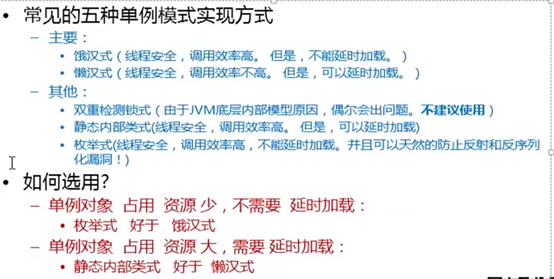 • 常见的五种单例模式实现方式
– 主要：
• 饿汉式（线程安全，调用效率高。 但是，不能延时加载。）
• 懒汉式（线程安全，调用效率不高。 但是，可以延时加载。）
– 其他：
• 双重检测锁式（由于JVM底层内部模型原因，偶尔会出问题。不建议使用）
• 静态内部类式(线程安全，调用效率高。 但是，可以延时加载)
• 枚举式(线程安全，调用效率高，不能延时加载。并且可以天然的防止反射和反序列
化漏洞！)
• 如何选用?
– 单例对象 占用 资源 少，不需要 延时加载：
• 枚举式 好于 饿汉式
– 单例对象 占用 资源 大，需要 延时加载：
• 静态内部类式 好于 懒汉式